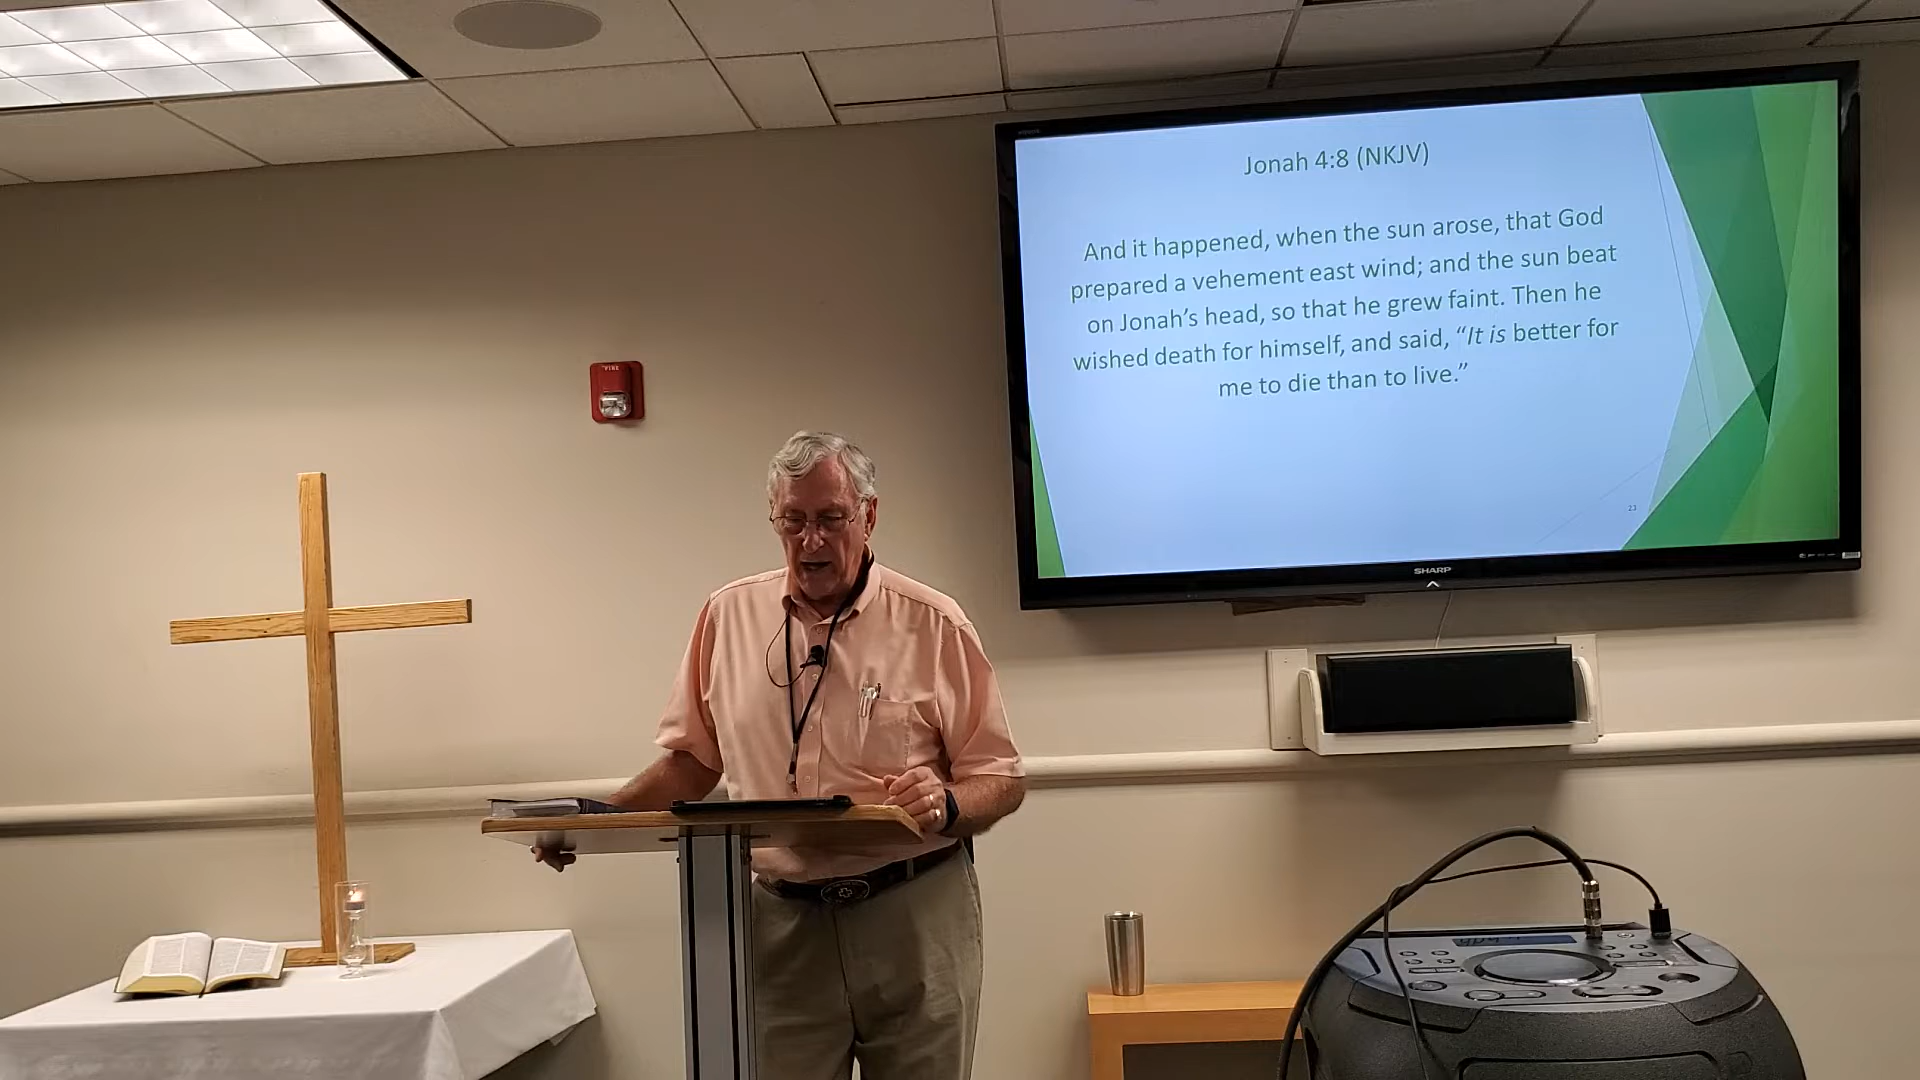 FIRE
Jonah 4:8 (NKJV)
And it happened, when the sun arose, that God
prepared a vehement east wind; and the sun beat
on Jonah's head, so that he grew faint. Then he
wished death for himself, and said, “It is better for
me to die than to live.”
23
SHARP